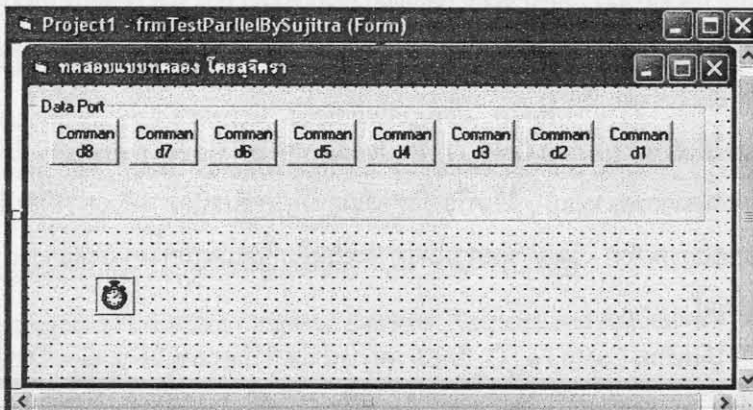 Project1 - frmTestParllelBySujitra (Form)
ทดสอบแบบทดลอง โดยสุจิตรา
Data Port
Comman
d8
Comman
d7
Comman
d6
Comman
d5
Comman
d4
Comman
d3
Comman
d2
Comman
d1